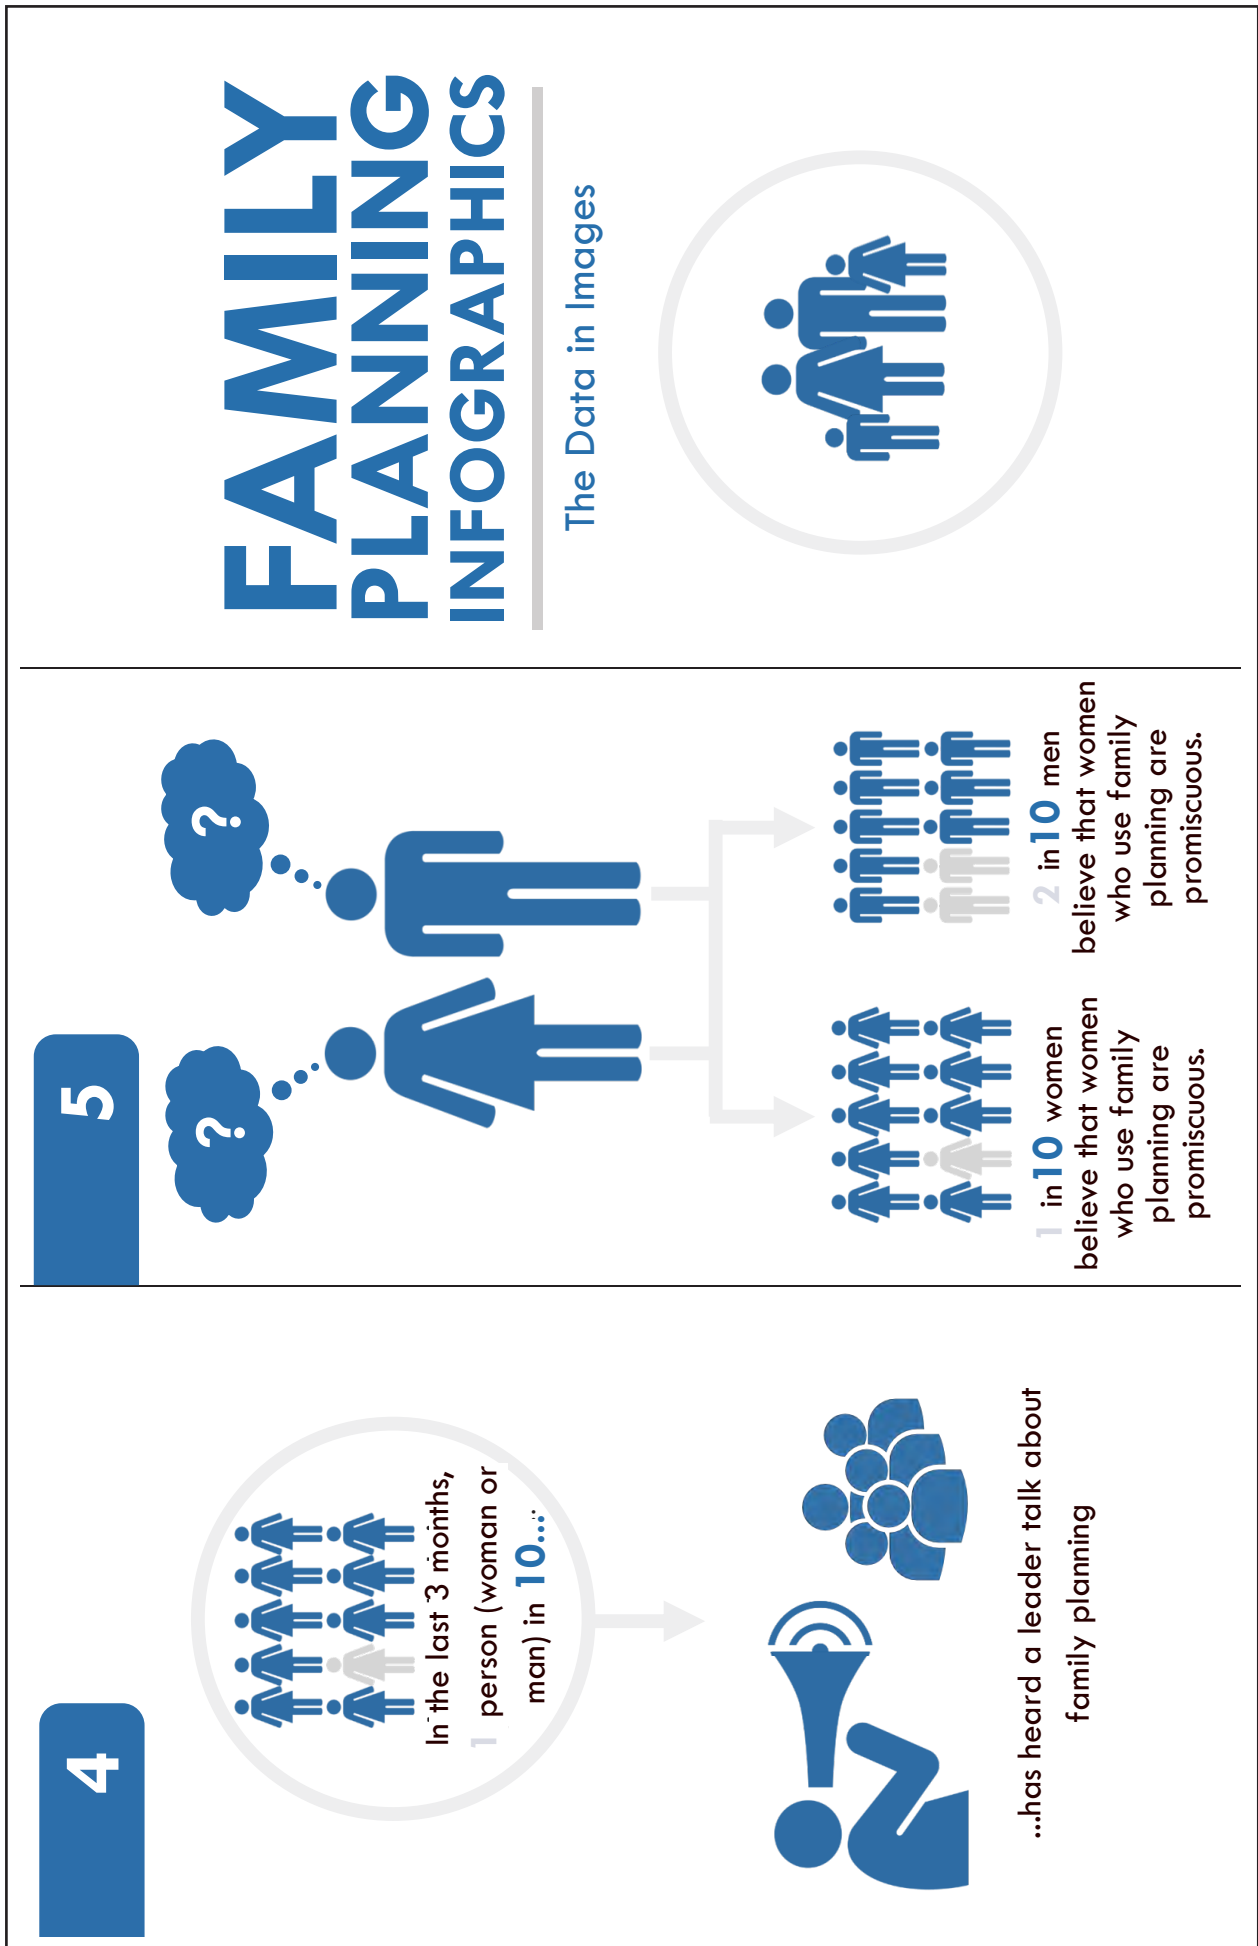 4
In the last 3 months,
1 person (woman or
man) in 10...
...has heard a leader talk about
family planning
5
?
?
1 in 10 women
believe that women
who use family
planning are
promiscuous.
2 in 10 men
believe that women
who use family
planning are
promiscuous.
FAMILY
PLANNING
INFOGRAPHICS
The Data in Images